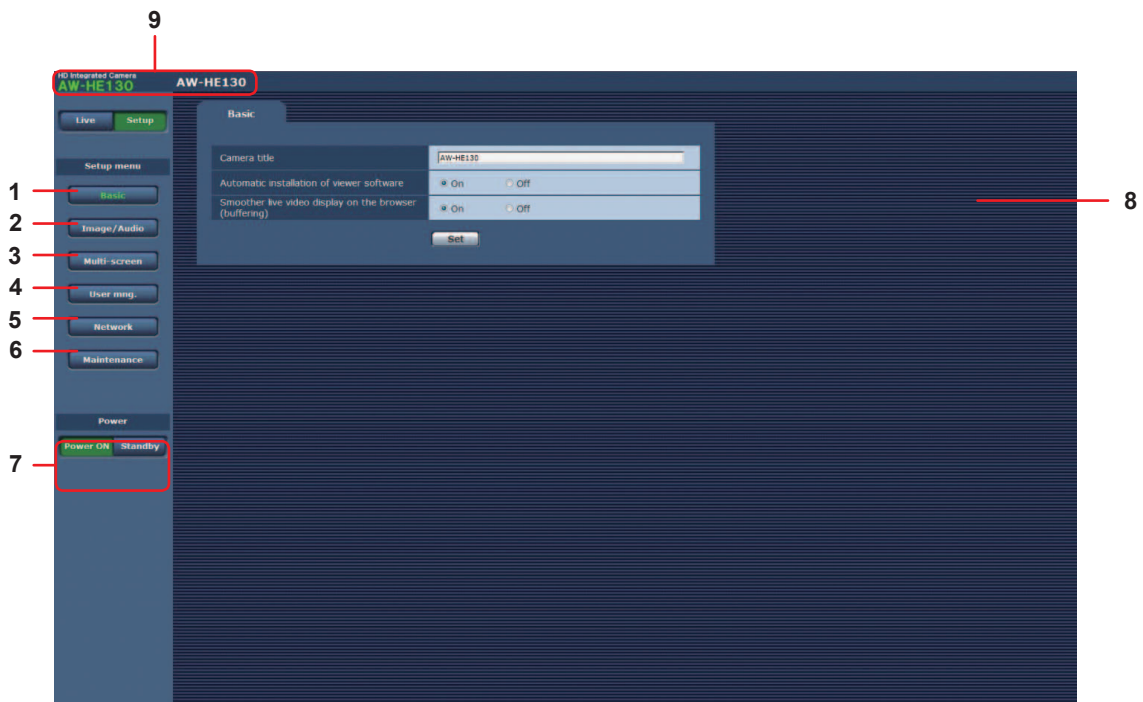 9
HD Integrated Camera
AW-HE130
AW-HE130
Live Setup
Basic
Setup menu
Camera title AW-HE130
Automatic installation of viewer software On Off
Smoother live video display on the browser
(buffering) On Off
Set
1 Basic
2 Image/Audio
3 Multi-screen
4 User mng.
5 Network
6 Maintenance
Power
7 Power ON Standby
8